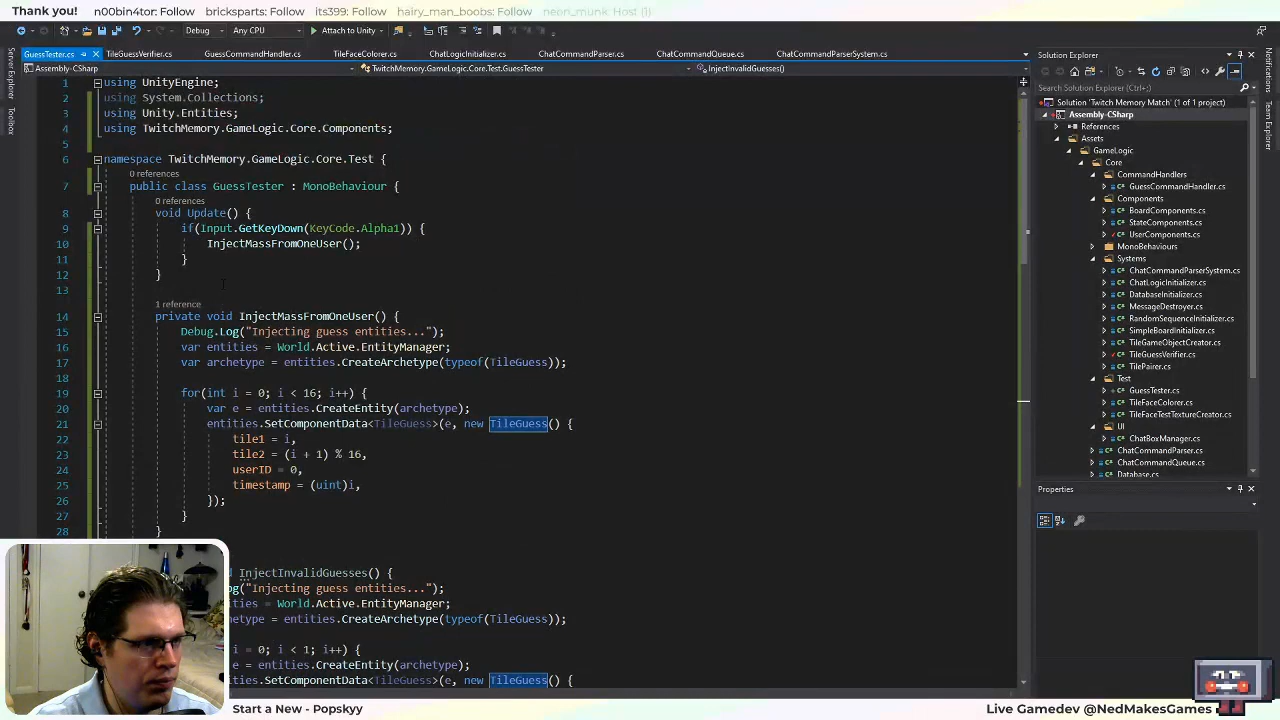 Thank you! n00bin4tor: Follow bricksparts: Follow its399: Follow hairy_man_boobs: Follow neon_munk: Host (1)
Debug Any CPU Attach to Unity
Server Explorer
Toolbox
GuessTester.cs TileGuessVerifier.cs GuessCommandHandler.cs TileFaceColorer.cs ChatLogicInitializer.cs ChatCommandParser.cs ChatCommandQueue.cs ChatCommandParserSystem.cs
Assembly-CSharp TwitchMemory.GameLogic.Core.Test.GuessTester InjectInvalidGuesses()
1 using UnityEngine;
2 using System.Collections;
3 using Unity.Entities;
4 using TwitchMemory.GameLogic.Core.Components;
5
6 namespace TwitchMemory.GameLogic.Core.Test {
0 references
7 public class GuessTester : MonoBehaviour {
0 references
8 void Update() {
9 if(Input.GetKeyDown(KeyCode.Alpha1)) {
10 InjectMassFromOneUser();
11 }
12 }
13
1 reference
14 private void InjectMassFromOneUser() {
15 Debug.Log("Injecting guess entities...");
16 var entities = World.Active.EntityManager;
17 var archetype = entities.CreateArchetype(typeof(TileGuess));
18
19 for(int i = 0; i < 16; i++) {
20 var e = entities.CreateEntity(archetype);
21 entities.SetComponentData<TileGuess>(e, new TileGuess() {
22 tile1 = i,
23 tile2 = (i + 1) % 16,
24 userID = 0,
25 timestamp = (uint)i,
26 });
27 }
28 }
InjectInvalidGuesses() {
"Injecting guess entities...");
= World.Active.EntityManager;
= entities.CreateArchetype(typeof(TileGuess));
i = 0; i < 1; i++) {
e = entities.CreateEntity(archetype);
.SetComponentData<TileGuess>(e, new TileGuess() {
Solution Explorer
Search Solution Explorer (Ctrl+;)
Solution 'Twitch Memory Match' (1 of 1 project)
Assembly-CSharp
References
Assets
GameLogic
Core
CommandHandlers
GuessCommandHandler.cs
Components
BoardComponents.cs
StateComponents.cs
UserComponents.cs
MonoBehaviours
Systems
ChatCommandParserSystem.cs
ChatLogicInitializer.cs
DatabaseInitializer.cs
MessageDestroyer.cs
RandomSequenceInitializer.cs
SimpleBoardInitializer.cs
TileGameObjectCreator.cs
TileGuessVerifier.cs
TilePairer.cs
Test
GuessTester.cs
TileFaceColorer.cs
TileFaceTestTextureCreator.cs
UI
ChatBoxManager.cs
ChatCommandParser.cs
ChatCommandQueue.cs
Database.cs
Properties
Notifications
Team Explorer
Start a New - Popskyy
Live Gamedev @NedMakesGames